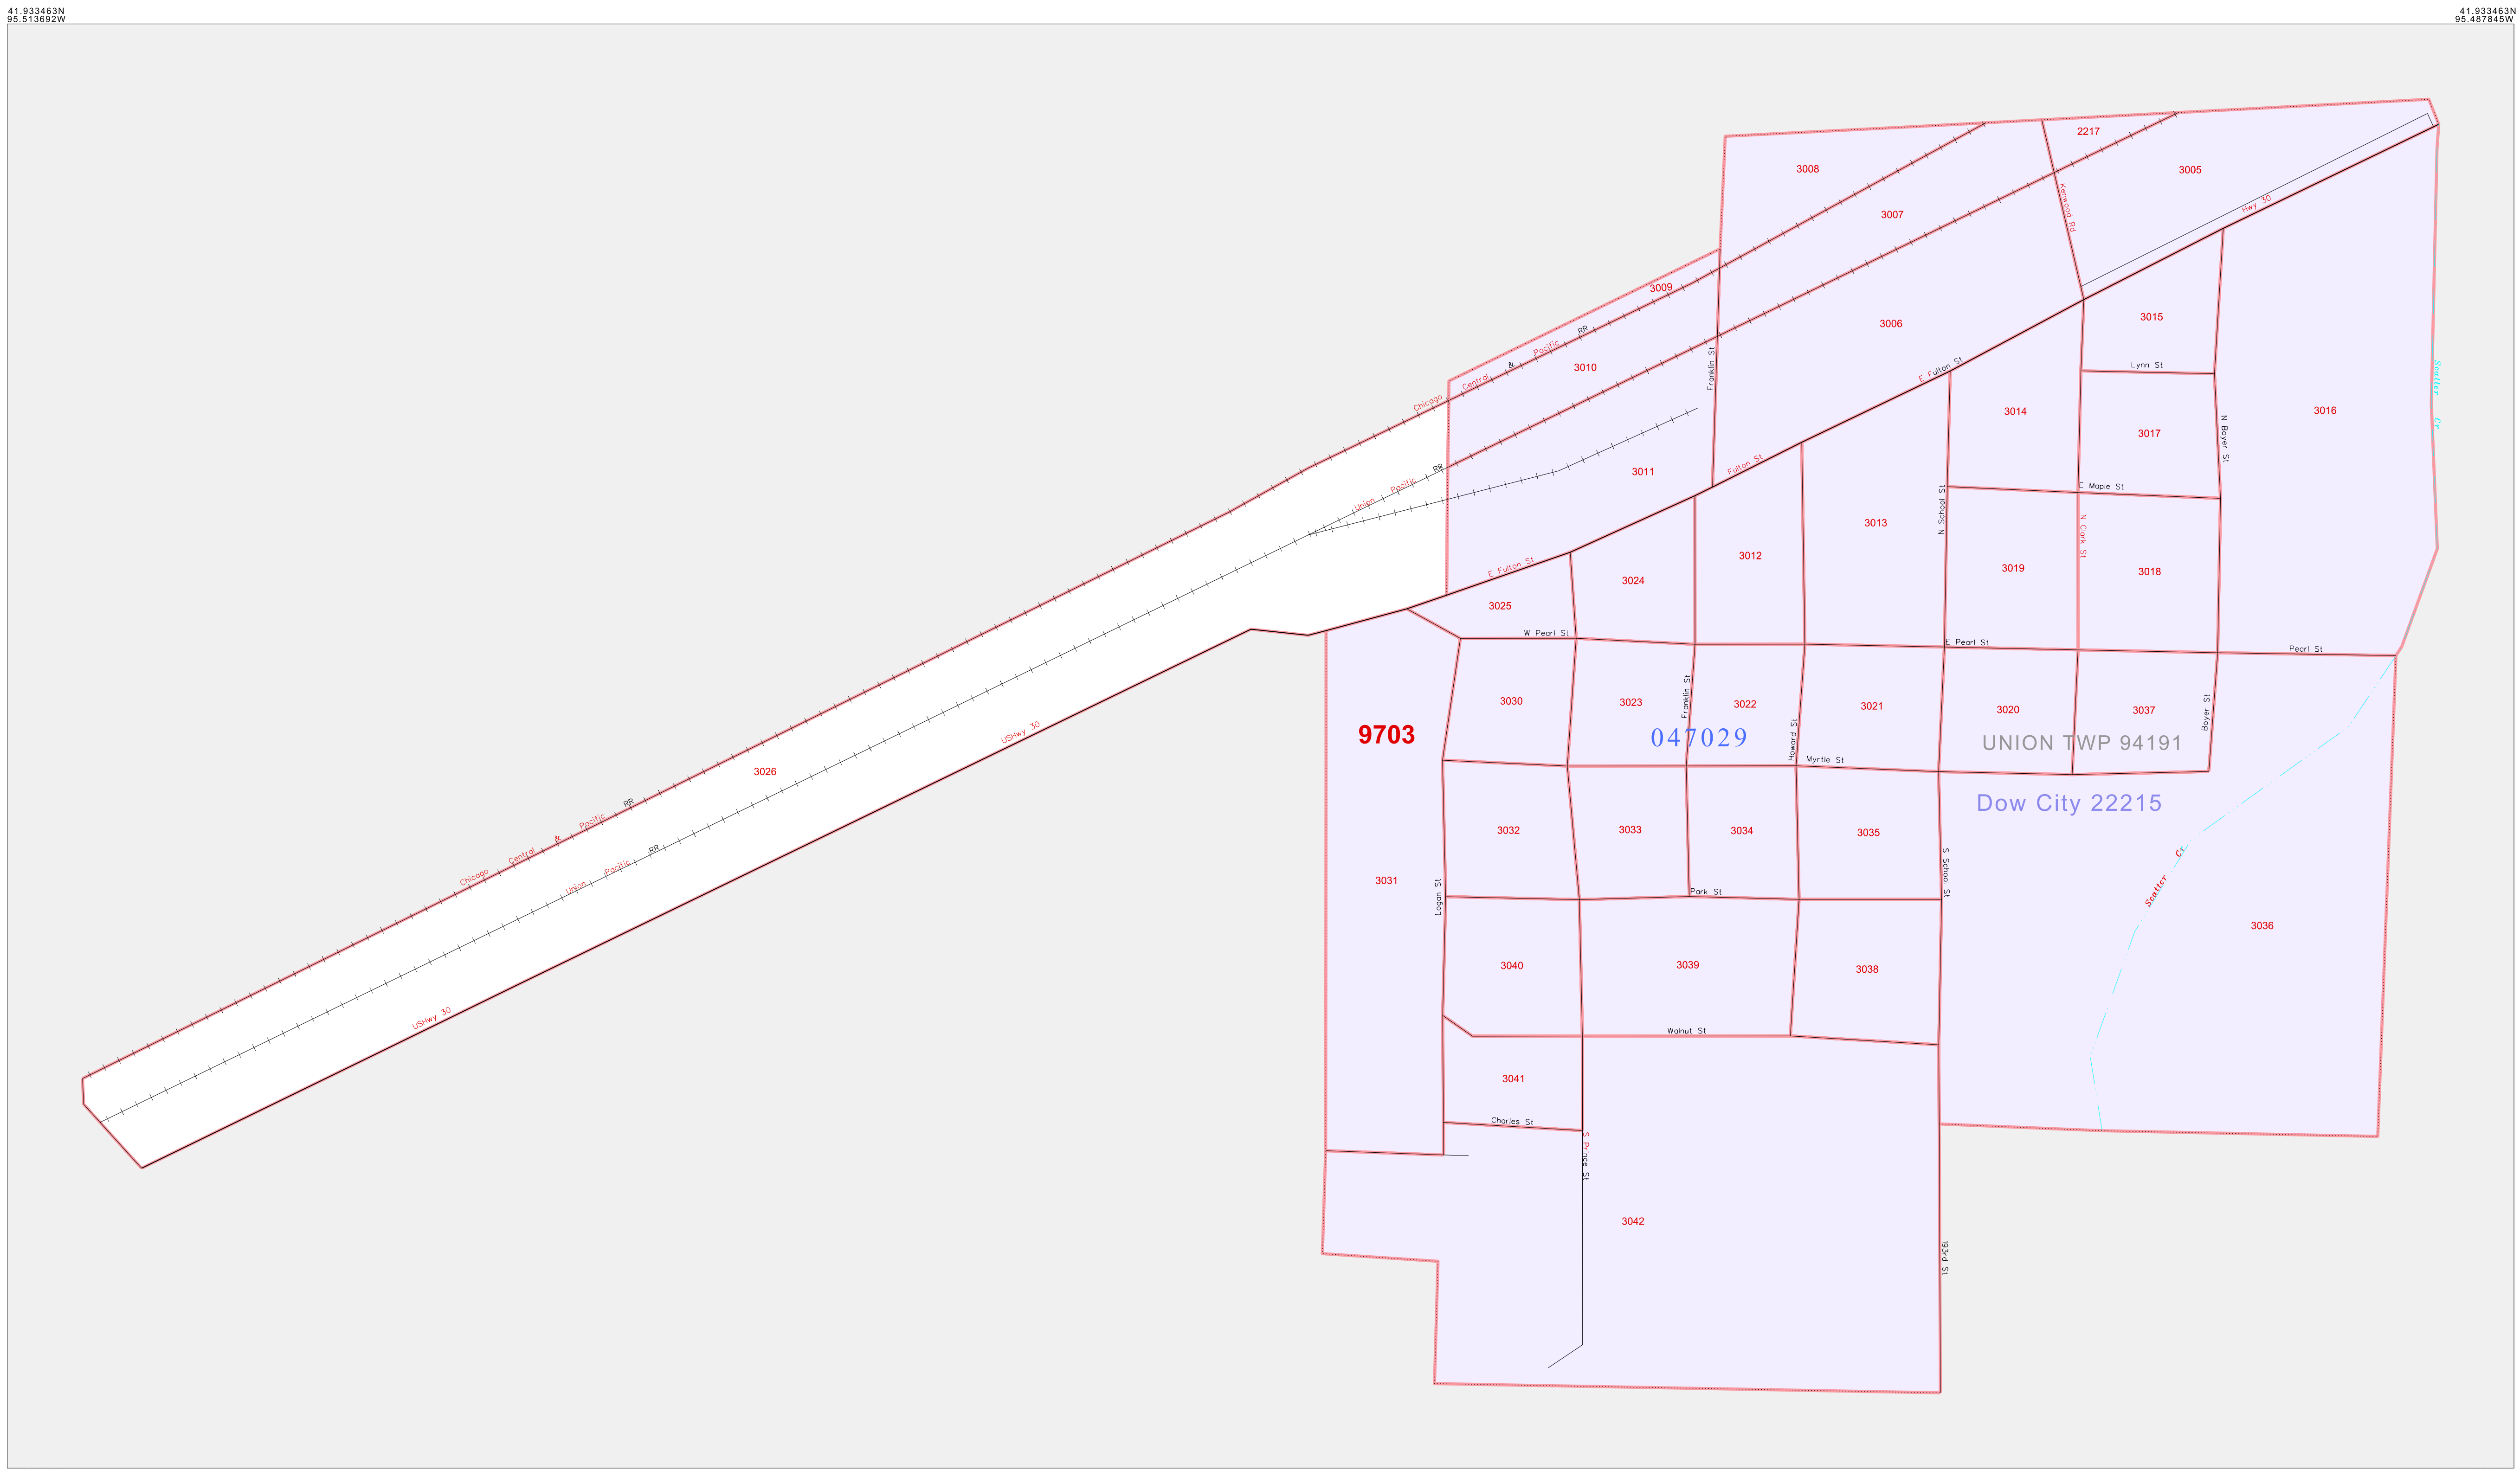 41.933463N
95.513692W
41.933463N
95.487845W
2217
3008
3005
Kenwood Rd
Hwy 30
3007
3009
3006
3015
RR
Pacific
&
Central
Chicago
3010
Franklin St
E Fulton St
Lynn St
Scatter Cr
3014
3016
3017
N Boyer St
Fulton St
RR
Pacific
Union
3011
E Maple St
N School St
N Clark St
3013
3012
E Fulton St
3024
3019
3018
3025
W Pearl St
E Pearl St
Pearl St
3030
3023
Franklin St
3022
3021
3020
3037
Boyer St
9703
047029
Howard St
UNION TWP 94191
USHwy 30
Myrtle St
3026
Dow City 22215
RR
Pacific
&
Central
Chicago
RR
Pacific
Union
3032
3033
3034
3035
Scatter Cr
3031
Logan St
Park St
S School St
3036
3040
3039
3038
USHwy 30
Walnut St
3041
Charles St
S Prince St
3042
193rd St